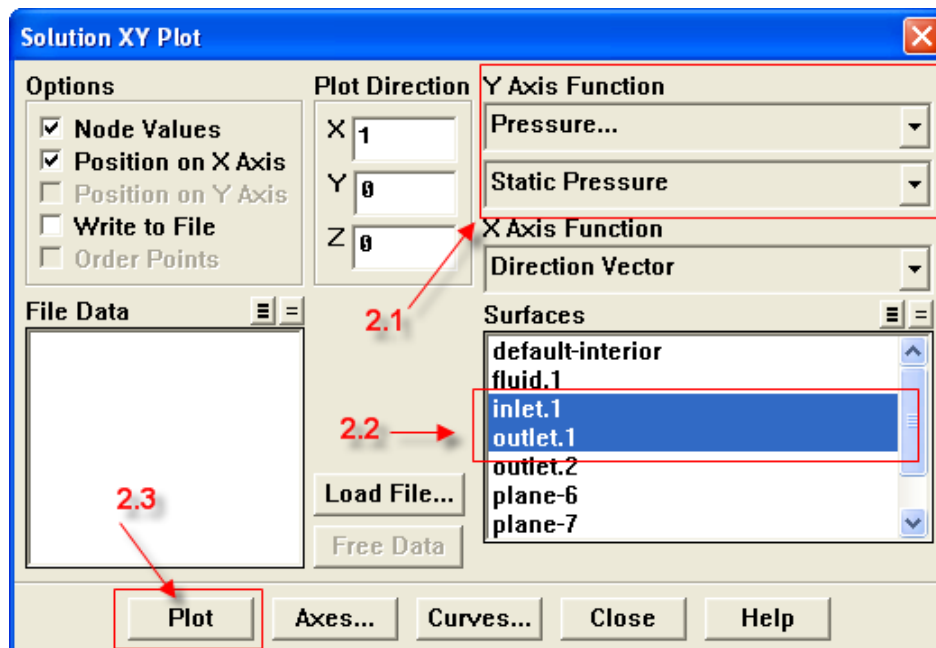 Solution XY Plot
Options
Node Values
Position on X Axis
Position on Y Axis
Write to File
Order Points
Plot Direction
X 1
Y 0
Z 0
Y Axis Function
Pressure...
Static Pressure
X Axis Function
Direction Vector
2.1
File Data
Surfaces
default-interior
fluid.1
inlet.1
outlet.1
outlet.2
plane-6
plane-7
2.2
Load File...
Free Data
2.3
Plot
Axes...
Curves...
Close
Help